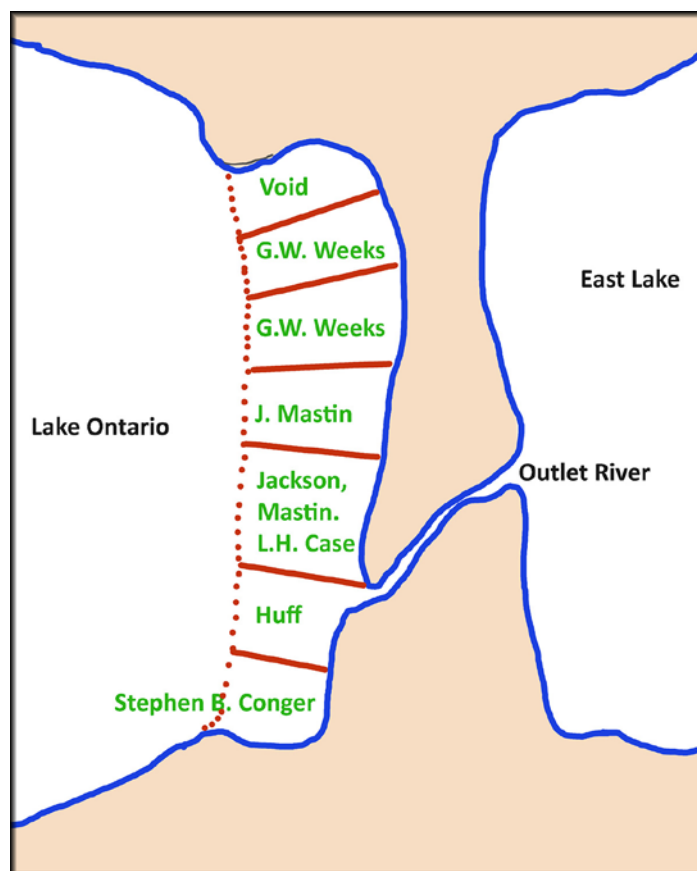 Void
G.W. Weeks
East Lake
G.W. Weeks
J. Mastin
Lake Ontario
Outlet River
Jackson,
Mastin.
L.H. Case
Huff
Stephen B. Conger